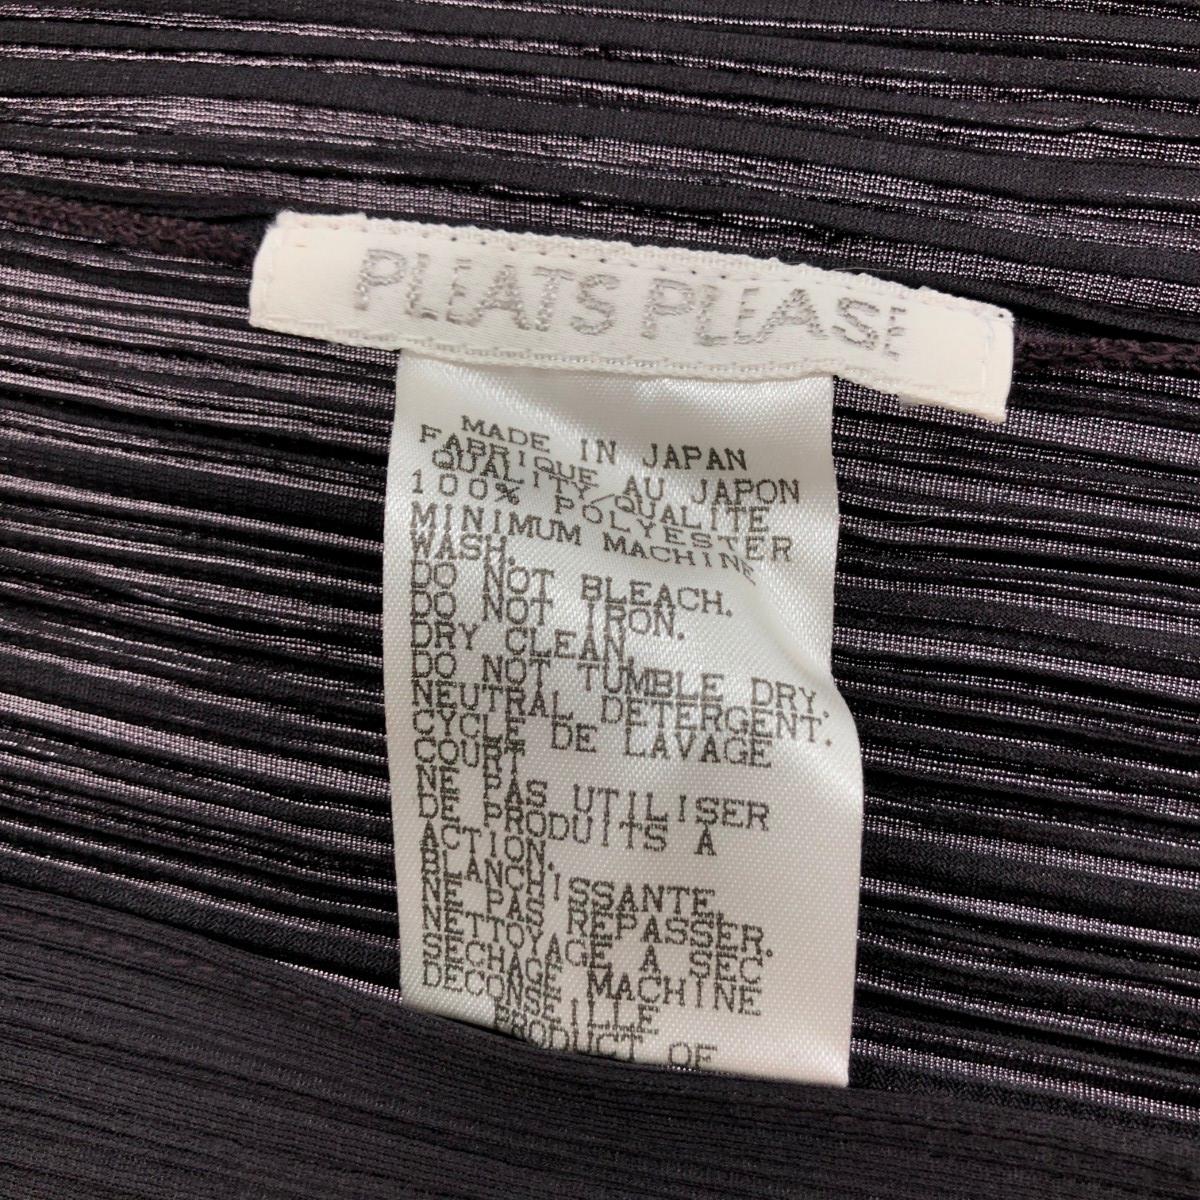 PLEATS PLEASE
MADE IN JAPAN
FABRIQUE AU JAPON
QUALITY/QUALITE
100% POLYESTER
MINIMUM MACHINE
WASH.
DO NOT BLEACH.
DO NOT IRON.
DRY CLEAN.
DO NOT TUMBLE DRY.
NEUTRAL DETERGENT.
CYCLE DE LAVAGE
COURT
NE PAS UTILISER
DE PRODUITS A
ACTION.
BLANCHISSANTE.
NE PAS REPASSER.
NETTOYAGE A SEC
SECHAGE MACHINE
DECONSEILLE
PRODUCT OF